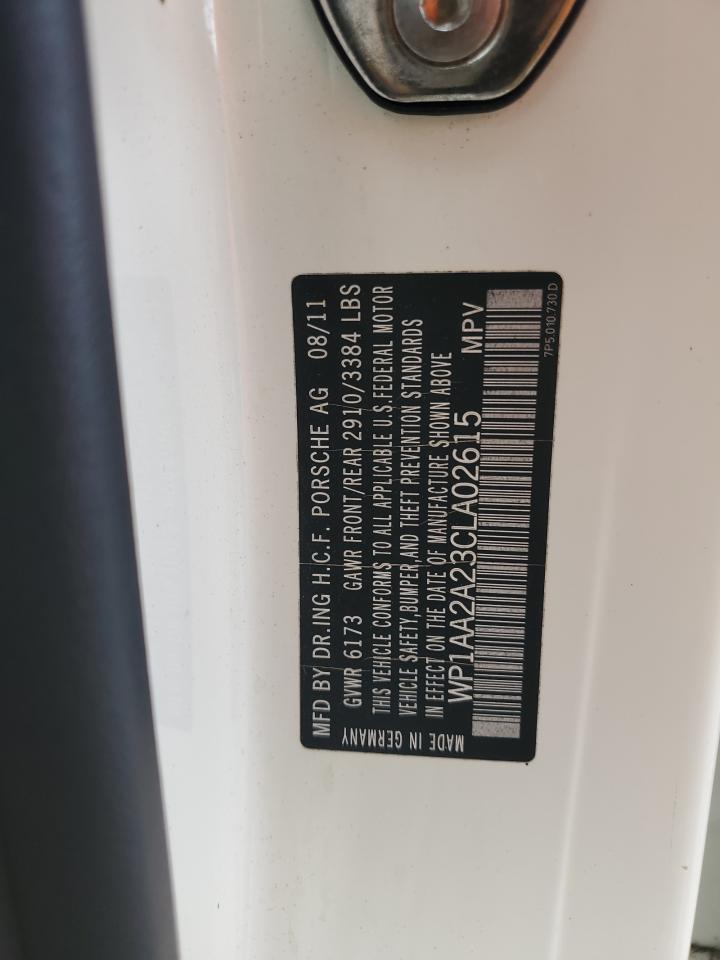 MFD BY DR.ING H.C.F. PORSCHE AG 08/11
GVWR 6173 GAWR FRONT/REAR 2910/3384 LBS
THIS VEHICLE CONFORMS TO ALL APPLICABLE U.S.FEDERAL MOTOR
VEHICLE SAFETY,BUMPER,AND THEFT PREVENTION STANDARDS
IN EFFECT ON THE DATE OF MANUFACTURE SHOWN ABOVE
WP1AA2A23CLA02615 MPV
7P5.010.730.D
MADE IN GERMANY